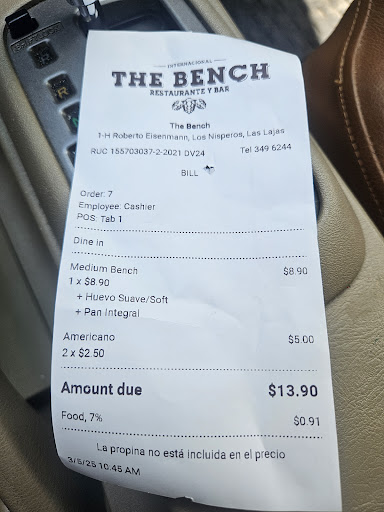 INTERNACIONAL
THE BENCH
RESTAURANTE Y BAR
The Bench
1-H Roberto Eisenmann, Los Nisperos, Las Lajas
RUC 155703037-2-2021 DV24 Tel 349 6244
BILL
Order: 7
Employee: Cashier
POS: Tab 1
Dine in
Medium Bench $8.90
1 x $8.90
+ Huevo Suave/Soft
+ Pan Integral
Americano $5.00
2 x $2.50
Amount due $13.90
Food, 7% $0.91
La propina no está incluida en el precio
3/5/25 10:45 AM
R